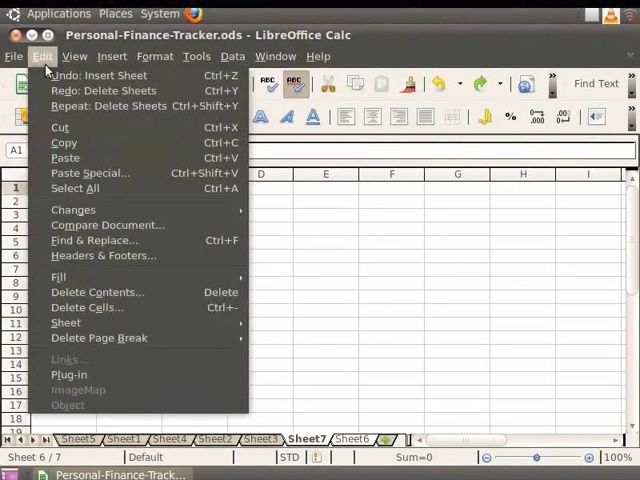 Applications Places System
Personal-Finance-Tracker.ods - LibreOffice Calc
File Edit View Insert Format Tools Data Window Help
Undo: Insert Sheet Ctrl+Z
Redo: Delete Sheets Ctrl+Y
Repeat: Delete Sheets Ctrl+Shift+Y
Cut Ctrl+X
Copy Ctrl+C
Paste Ctrl+V
Paste Special... Ctrl+Shift+V
Select All Ctrl+A
Changes
Compare Document...
Find & Replace... Ctrl+F
Headers & Footers...
Fill
Delete Contents... Delete
Delete Cells... Ctrl+-
Sheet
Delete Page Break
Links...
Plug-in
ImageMap
Object
ABC ABC Find Text
% .000 .000
A1
D E F G H I
1
2
3
4
5
6
7
8
9
10
11
12
13
14
15
16
17
18
19
Sheet5 Sheet1 Sheet4 Sheet2 Sheet3 Sheet7 Sheet6
Sheet 6 / 7 Default STD Sum=0 100%
Personal-Finance-Track...